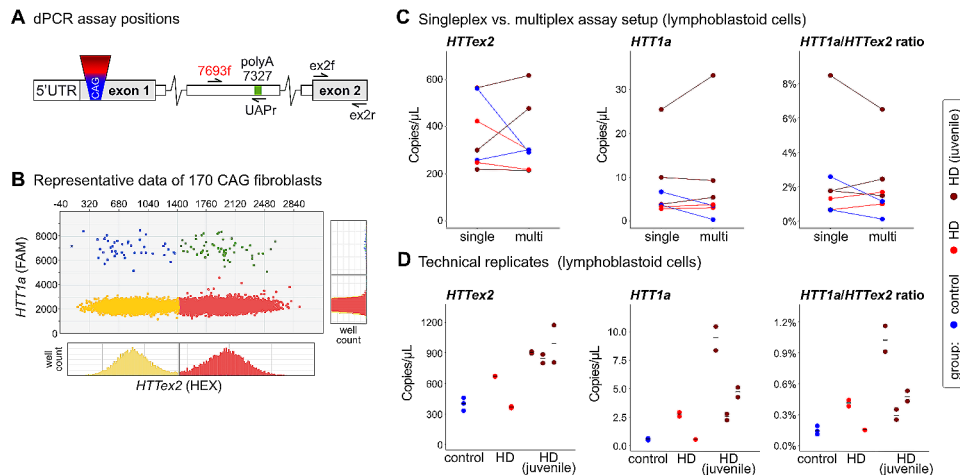 A dPCR assay positions
5'UTR
CAG
exon 1
7693f
polyA
7327
UAPr
ex2f
exon 2
ex2r
B Representative data of 170 CAG fibroblasts
-40 320 680 1040 1400 1760 2120 2480 2840
HTT1a (FAM)
8000
6000
4000
2000
0
well
count
well
count
HTTex2 (HEX)
C Singleplex vs. multiplex assay setup (lymphoblastoid cells)
HTTex2
Copies/µL
600
400
200
0
single multi
HTT1a
Copies/µL
30
20
10
0
single multi
HTT1a/HTTex2 ratio
8%
6%
4%
2%
0%
single multi
D Technical replicates (lymphoblastoid cells)
HTTex2
Copies/µL
1200
900
600
300
0
control HD HD
(juvenile)
HTT1a
Copies/µL
10.0
7.5
5.0
2.5
0.0
control HD HD
(juvenile)
HTT1a/HTTex2 ratio
1.2%
0.9%
0.6%
0.3%
0.0%
control HD HD
(juvenile)
group: control HD HD (juvenile)